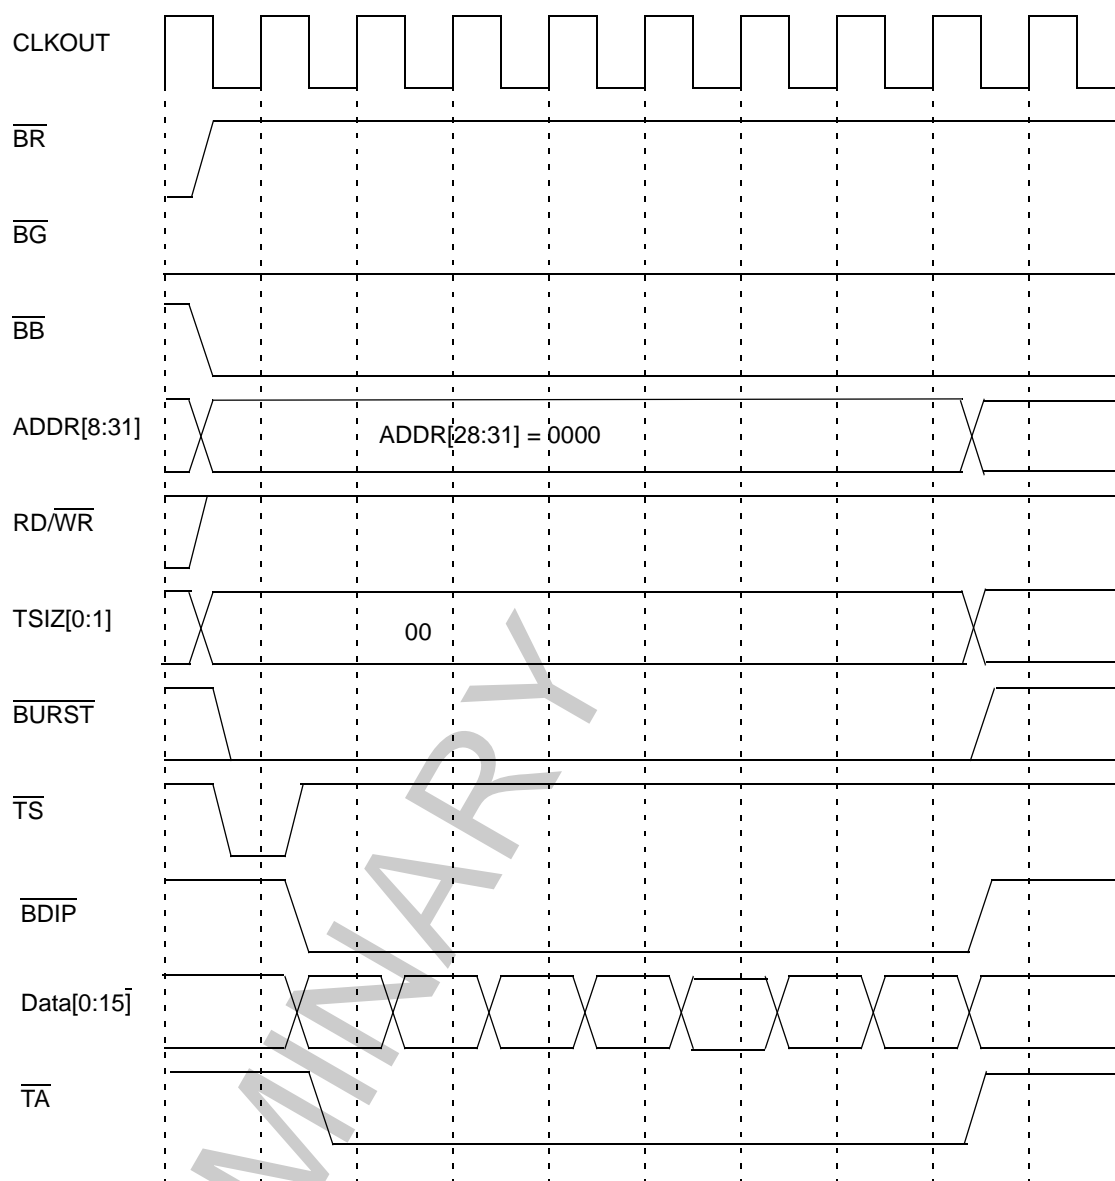 CLKOUT
BR
BG
BB
ADDR[8:31]
ADDR[28:31] = 0000
RD/WR
TSIZ[0:1]
00
BURST
TS
BDIP
Data[0:15]
TA
MINARY